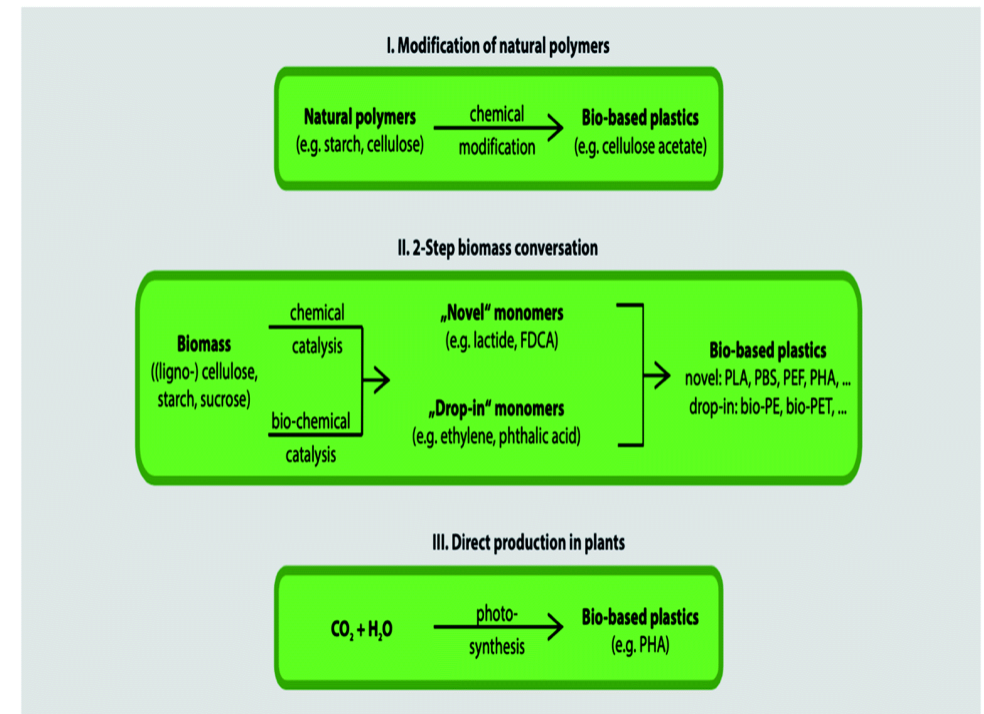 I. Modification of natural polymers
Natural polymers
(e.g. starch, cellulose)
chemical
modification
Bio-based plastics
(e.g. cellulose acetate)
II. 2-Step biomass conversation
Biomass
((ligno-) cellulose,
starch, sucrose)
chemical
catalysis
bio-chemical
catalysis
„Novel“ monomers
(e.g. lactide, FDCA)
„Drop-in“ monomers
(e.g. ethylene, phthalic acid)
Bio-based plastics
novel: PLA, PBS, PEF, PHA, ...
drop-in: bio-PE, bio-PET, ...
III. Direct production in plants
CO₂ + H₂O
photo-
synthesis
Bio-based plastics
(e.g. PHA)